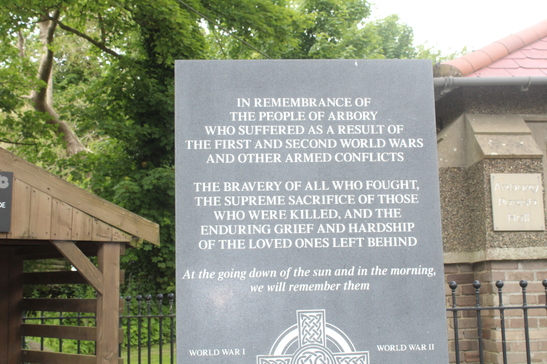 IN REMEMBRANCE OF
THE PEOPLE OF ARBORY
WHO SUFFERED AS A RESULT OF
THE FIRST AND SECOND WORLD WARS
AND OTHER ARMED CONFLICTS
THE BRAVERY OF ALL WHO FOUGHT,
THE SUPREME SACRIFICE OF THOSE
WHO WERE KILLED, AND THE
ENDURING GRIEF AND HARDSHIP
OF THE LOVED ONES LEFT BEHIND
At the going down of the sun and in the morning,
we will remember them
WORLD WAR I
WORLD WAR II
Arbory
Parish
Hall